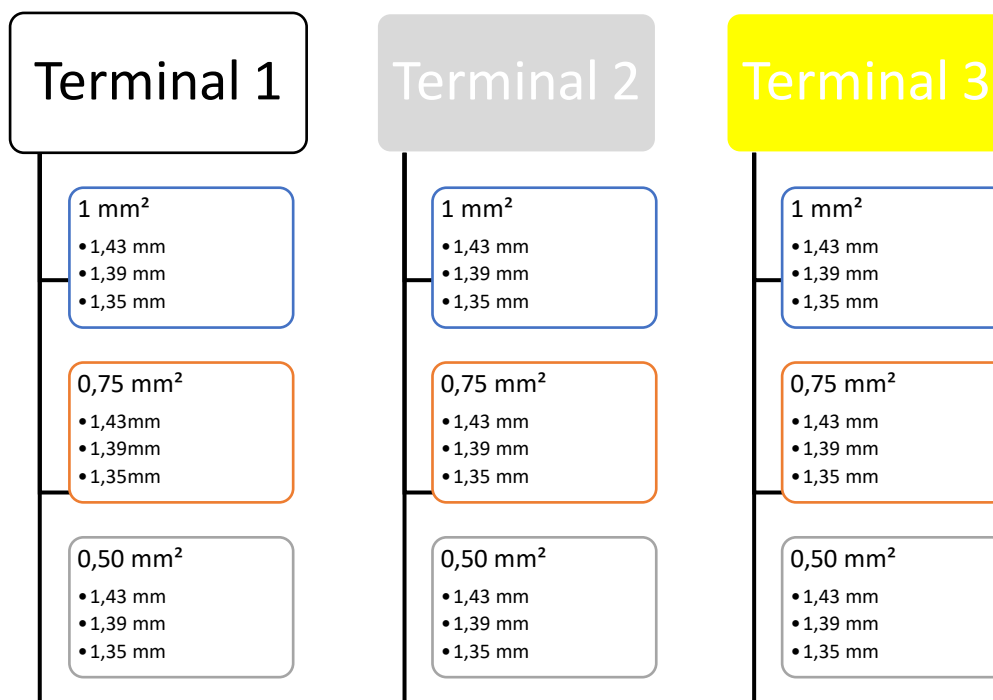 Terminal 1
1 mm²
•1,43 mm
•1,39 mm
•1,35 mm
0,75 mm²
•1,43mm
•1,39mm
•1,35mm
0,50 mm²
•1,43 mm
•1,39 mm
•1,35 mm
Terminal 2
1 mm²
•1,43 mm
•1,39 mm
•1,35 mm
0,75 mm²
•1,43 mm
•1,39 mm
•1,35 mm
0,50 mm²
•1,43 mm
•1,39 mm
•1,35 mm
Terminal 3
1 mm²
•1,43 mm
•1,39 mm
•1,35 mm
0,75 mm²
•1,43 mm
•1,39 mm
•1,35 mm
0,50 mm²
•1,43 mm
•1,39 mm
•1,35 mm